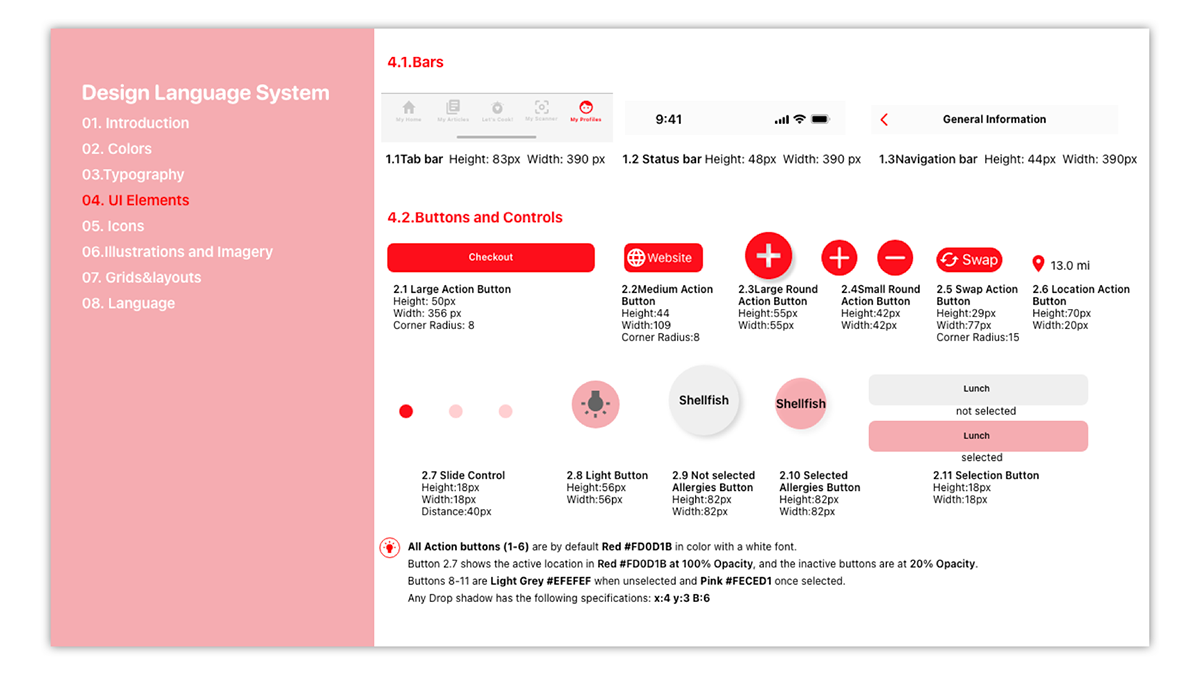 Design Language System
01. Introduction
02. Colors
03.Typography
04. UI Elements
05. Icons
06.Illustrations and Imagery
07. Grids&layouts
08. Language
4.1.Bars
My Home My Articles Let's Cook! My Scanner My Profiles
9:41
General Information
1.1Tab bar Height: 83px Width: 390 px
1.2 Status bar Height: 48px Width: 390 px
1.3Navigation bar Height: 44px Width: 390px
4.2.Buttons and Controls
Checkout
Website
Swap
13.0 mi
2.1 Large Action Button
Height: 50px
Width: 356 px
Corner Radius: 8
2.2Medium Action
Button
Height:44
Width:109
Corner Radius:8
2.3Large Round
Action Button
Height:55px
Width:55px
2.4Small Round
Action Button
Height:42px
Width:42px
2.5 Swap Action
Button
Height:29px
Width:77px
Corner Radius:15
2.6 Location Action
Button
Height:70px
Width:20px
Shellfish
Shellfish
Lunch
not selected
Lunch
selected
2.7 Slide Control
Height:18px
Width:18px
Distance:40px
2.8 Light Button
Height:56px
Width:56px
2.9 Not selected
Allergies Button
Height:82px
Width:82px
2.10 Selected
Allergies Button
Height:82px
Width:82px
2.11 Selection Button
Height:18px
Width:18px
All Action buttons (1-6) are by default Red #FD0D1B in color with a white font.
Button 2.7 shows the active location in Red #FD0D1B at 100% Opacity, and the inactive buttons are at 20% Opacity.
Buttons 8-11 are Light Grey #EFEFEF when unselected and Pink #FECED1 once selected.
Any Drop shadow has the following specifications: x:4 y:3 B:6